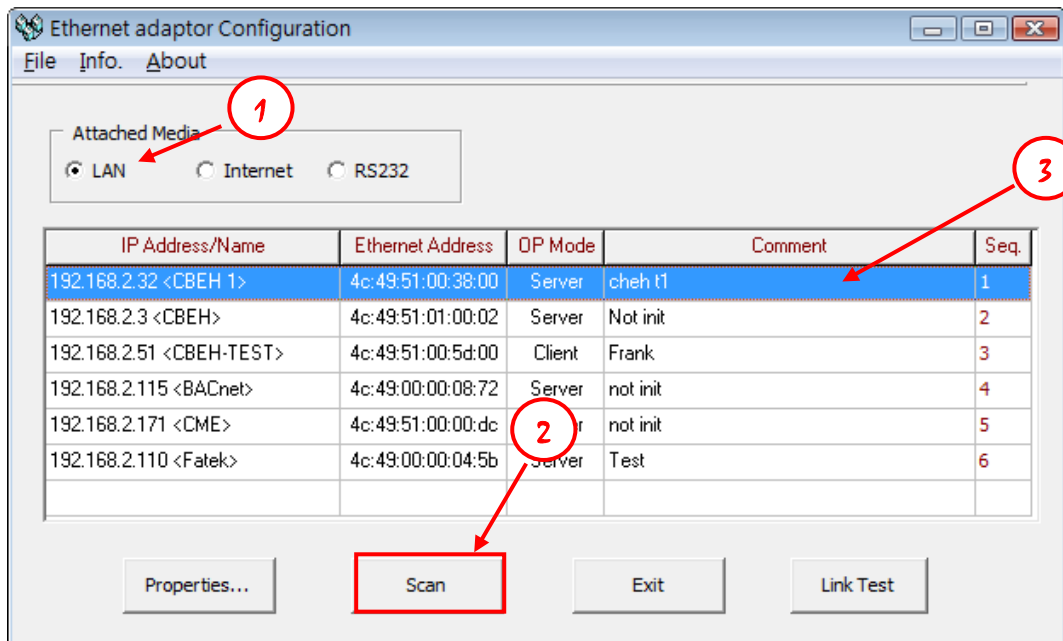 Ethernet adaptor Configuration
File Info. About
1
Attached Media
LAN Internet RS232
3
IP Address/Name Ethernet Address OP Mode Comment Seq.
192.168.2.32 <CBEH 1> 4c:49:51:00:38:00 Server cheh t1 1
192.168.2.3 <CBEH> 4c:49:51:01:00:02 Server Not init 2
192.168.2.51 <CBEH-TEST> 4c:49:51:00:5d:00 Client Frank 3
192.168.2.115 <BACnet> 4c:49:00:00:08:72 Server not init 4
192.168.2.171 <CME> 4c:49:51:00:00:dc not init 5
2
192.168.2.110 <Fatek> 4c:49:00:00:04:5b Server Test 6
Properties... Scan Exit Link Test